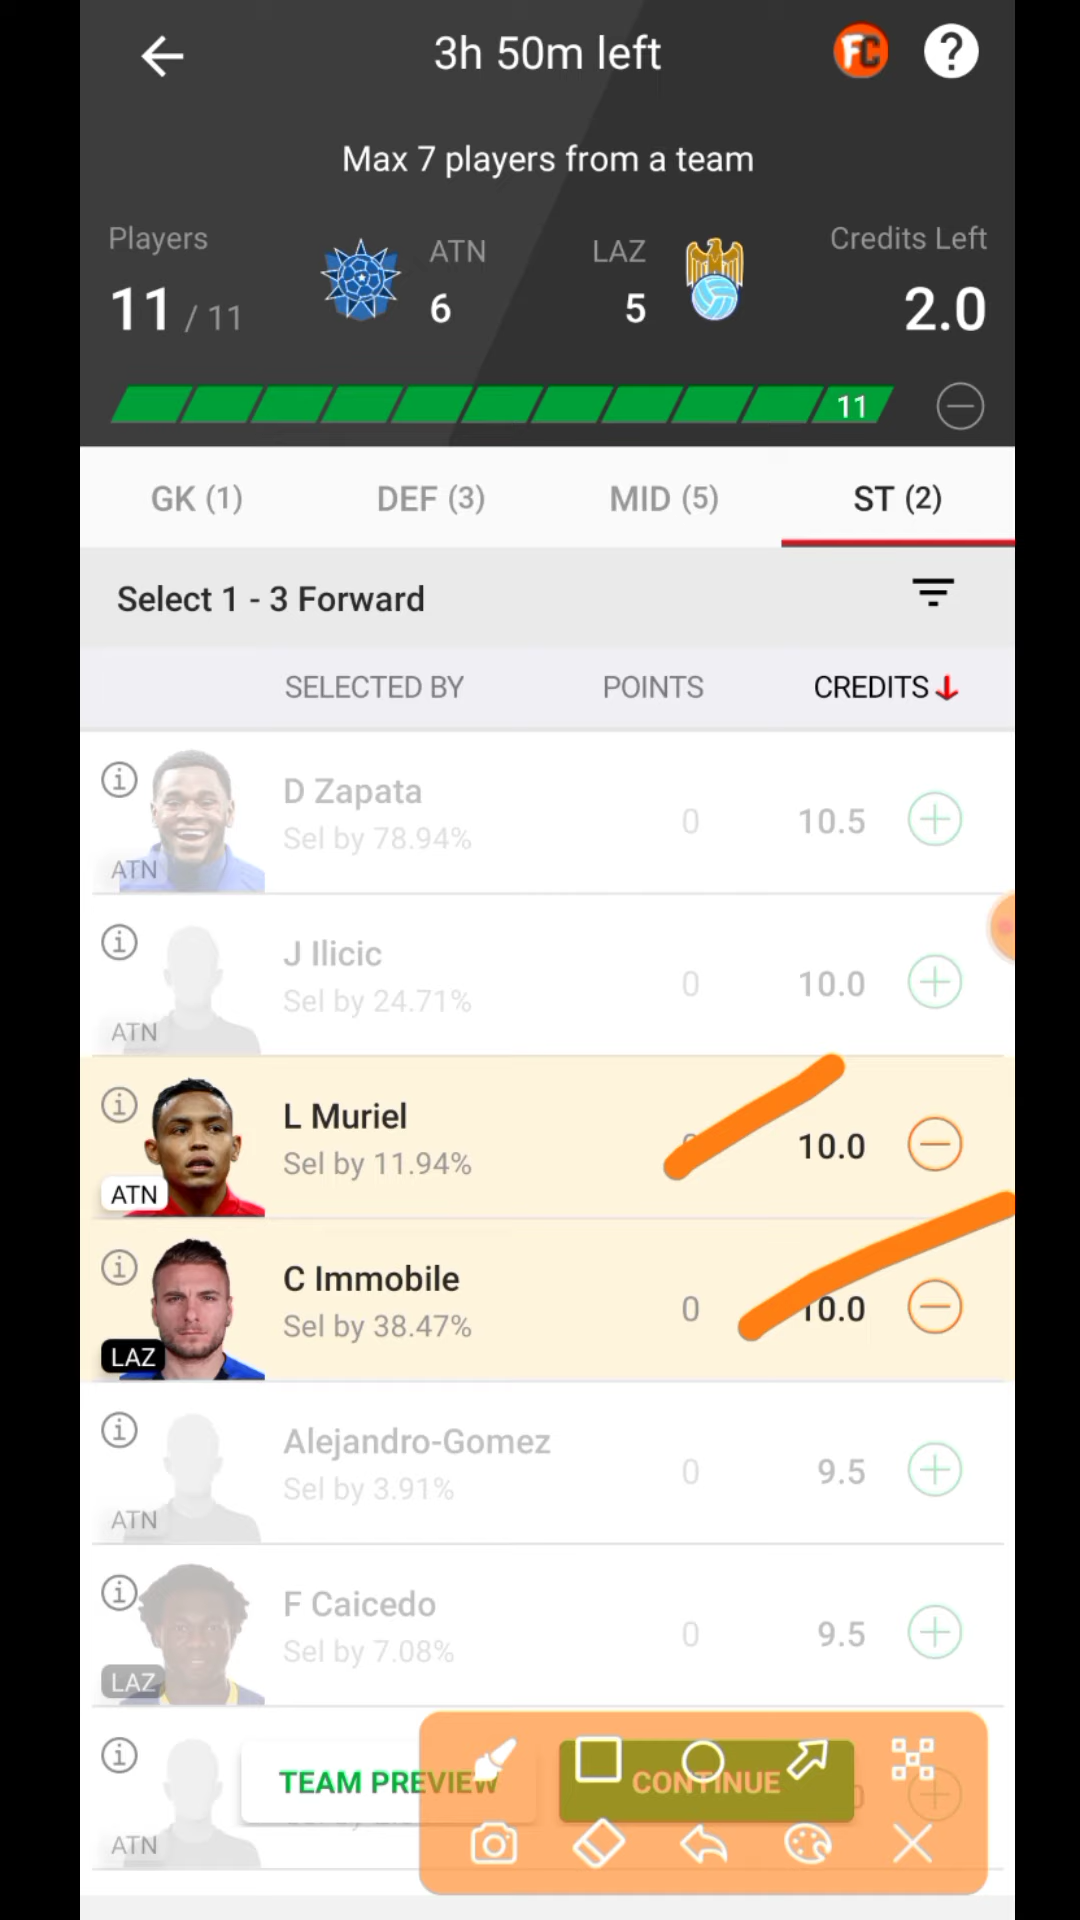 3h 50m left
FC
?
Max 7 players from a team
Players
ATN
LAZ
Credits Left
11 / 11
6
5
2.0
11
GK (1)
DEF (3)
MID (5)
ST (2)
Select 1 - 3 Forward
SELECTED BY
POINTS
CREDITS
D Zapata
Sel by 78.94%
0
10.5
ATN
J Ilicic
Sel by 24.71%
0
10.0
ATN
L Muriel
Sel by 11.94%
10.0
ATN
C Immobile
Sel by 38.47%
0
10.0
LAZ
Alejandro-Gomez
Sel by 3.91%
0
9.5
ATN
F Caicedo
Sel by 7.08%
0
9.5
LAZ
TEAM PREVIEW
CONTINUE
ATN